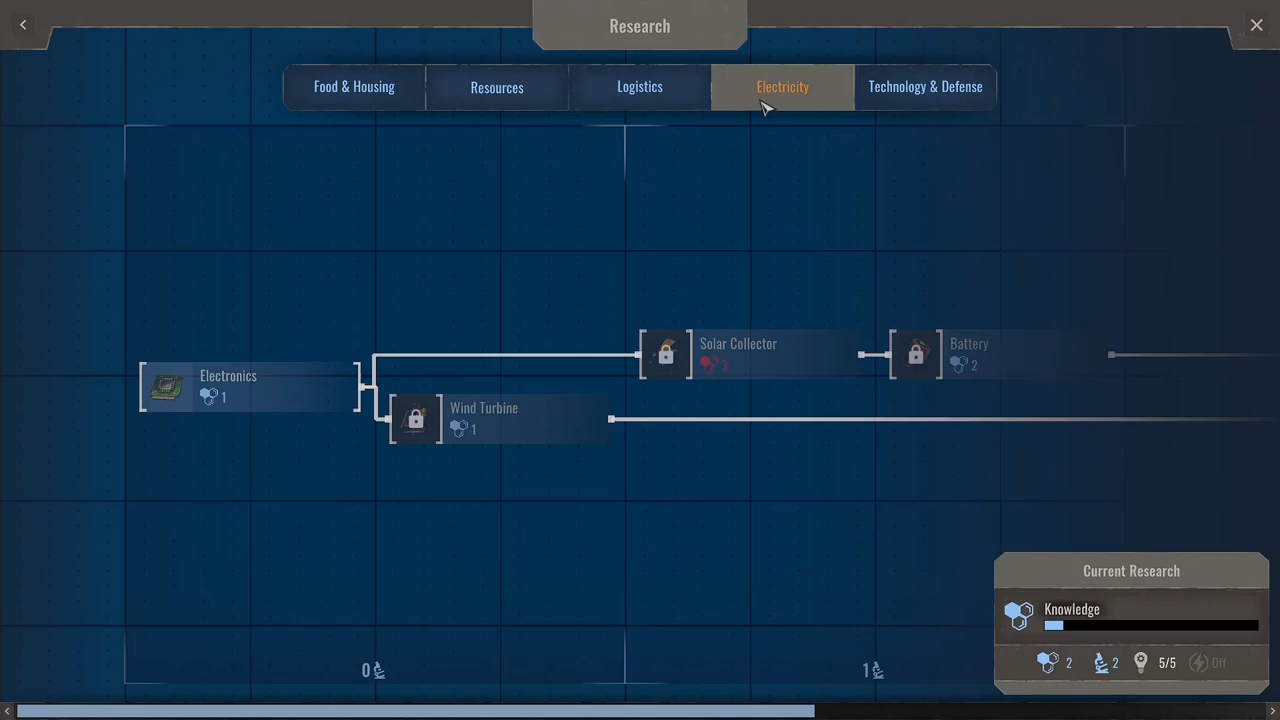 Research
Food & Housing
Resources
Logistics
Electricity
Technology & Defense
Solar Collector
3
Battery
2
Electronics
1
Wind Turbine
1
Current Research
Knowledge
2
2
5/5
Off
0
1